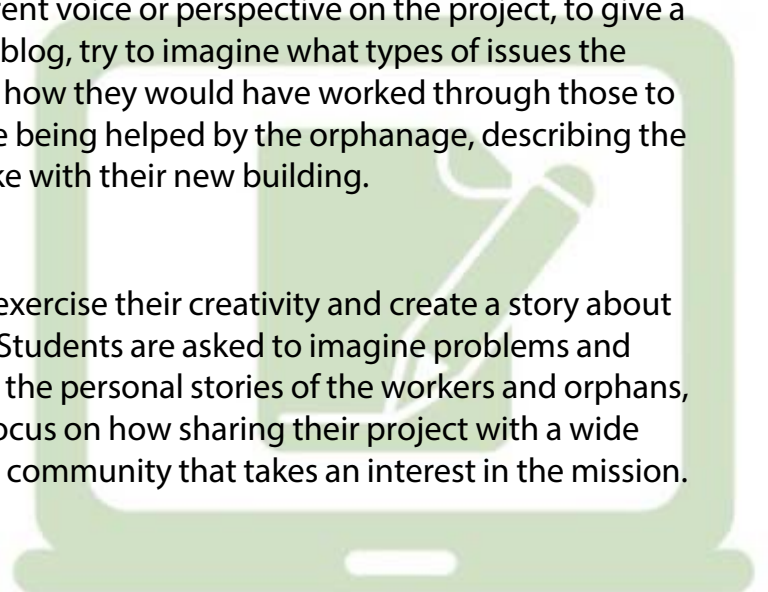 rent voice or perspective on the project, to give a
blog, try to imagine what types of issues the
how they would have worked through those to
e being helped by the orphanage, describing the
ke with their new building.
exercise their creativity and create a story about
Students are asked to imagine problems and
the personal stories of the workers and orphans,
ocus on how sharing their project with a wide
community that takes an interest in the mission.